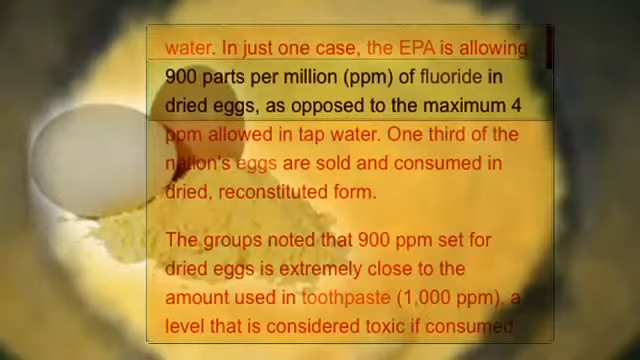 water. In just one case, the EPA is allowing
900 parts per million (ppm) of fluoride in
dried eggs, as opposed to the maximum 4
ppm allowed in tap water. One third of the
nation's eggs are sold and consumed in
dried, reconstituted form.
The groups noted that 900 ppm set for
dried eggs is extremely close to the
amount used in toothpaste (1,000 ppm), a
level that is considered toxic if consumed